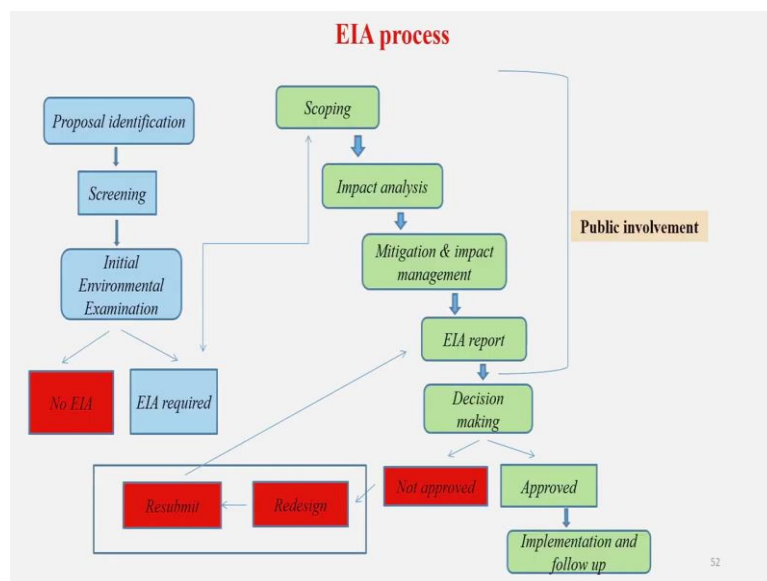 EIA process
Proposal identification
Screening
Initial
Environmental
Examination
No EIA
EIA required
Scoping
Impact analysis
Mitigation & impact
management
EIA report
Decision
making
Public involvement
Not approved
Approved
Redesign
Resubmit
Implementation and
follow up
52